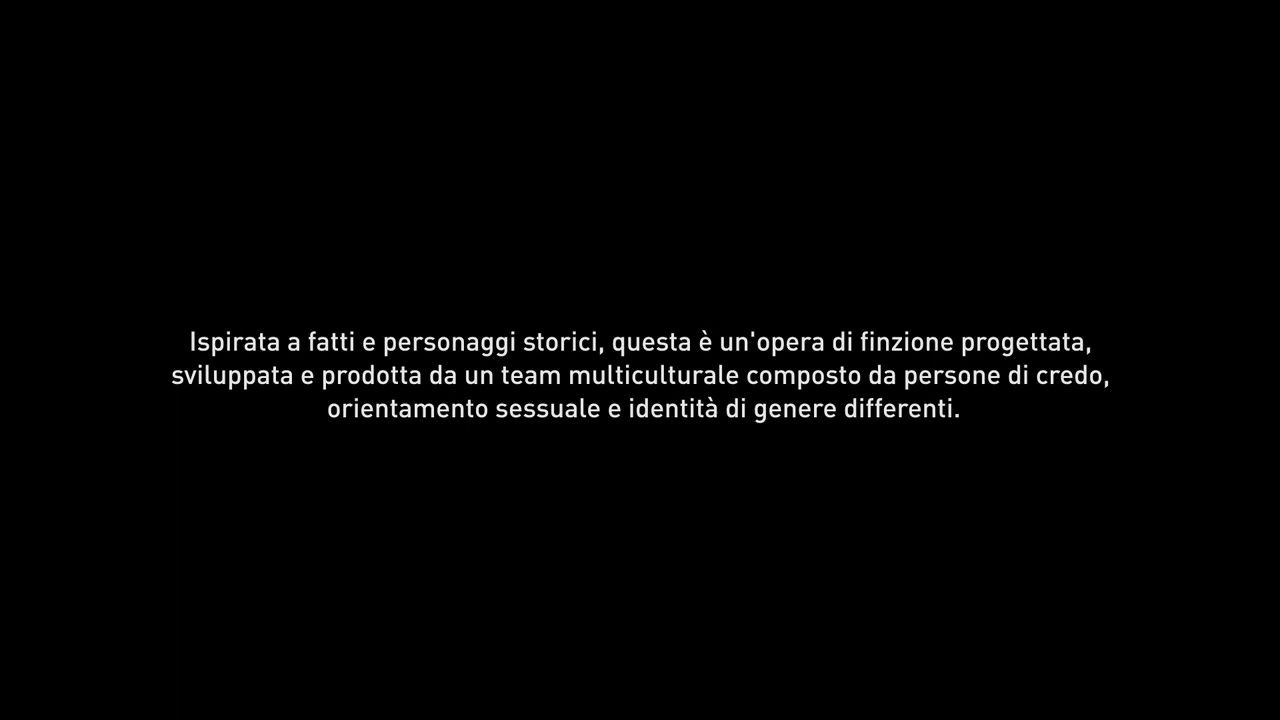 Ispirata a fatti e personaggi storici, questa è un'opera di finzione progettata,
sviluppata e prodotta da un team multiculturale composto da persone di credo,
orientamento sessuale e identità di genere differenti.